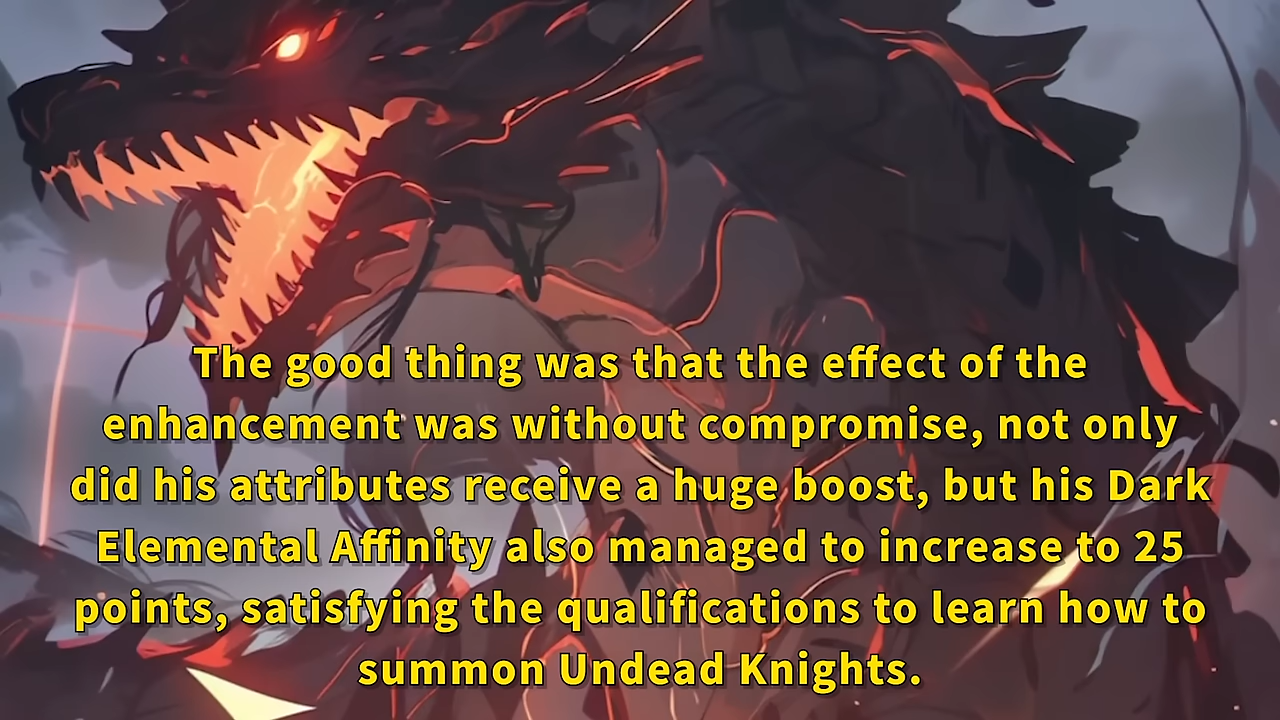 The good thing was that the effect of the
enhancement was without compromise, not only
did his attributes receive a huge boost, but his Dark
Elemental Affinity also managed to increase to 25
points, satisfying the qualifications to learn how to
summon Undead Knights.